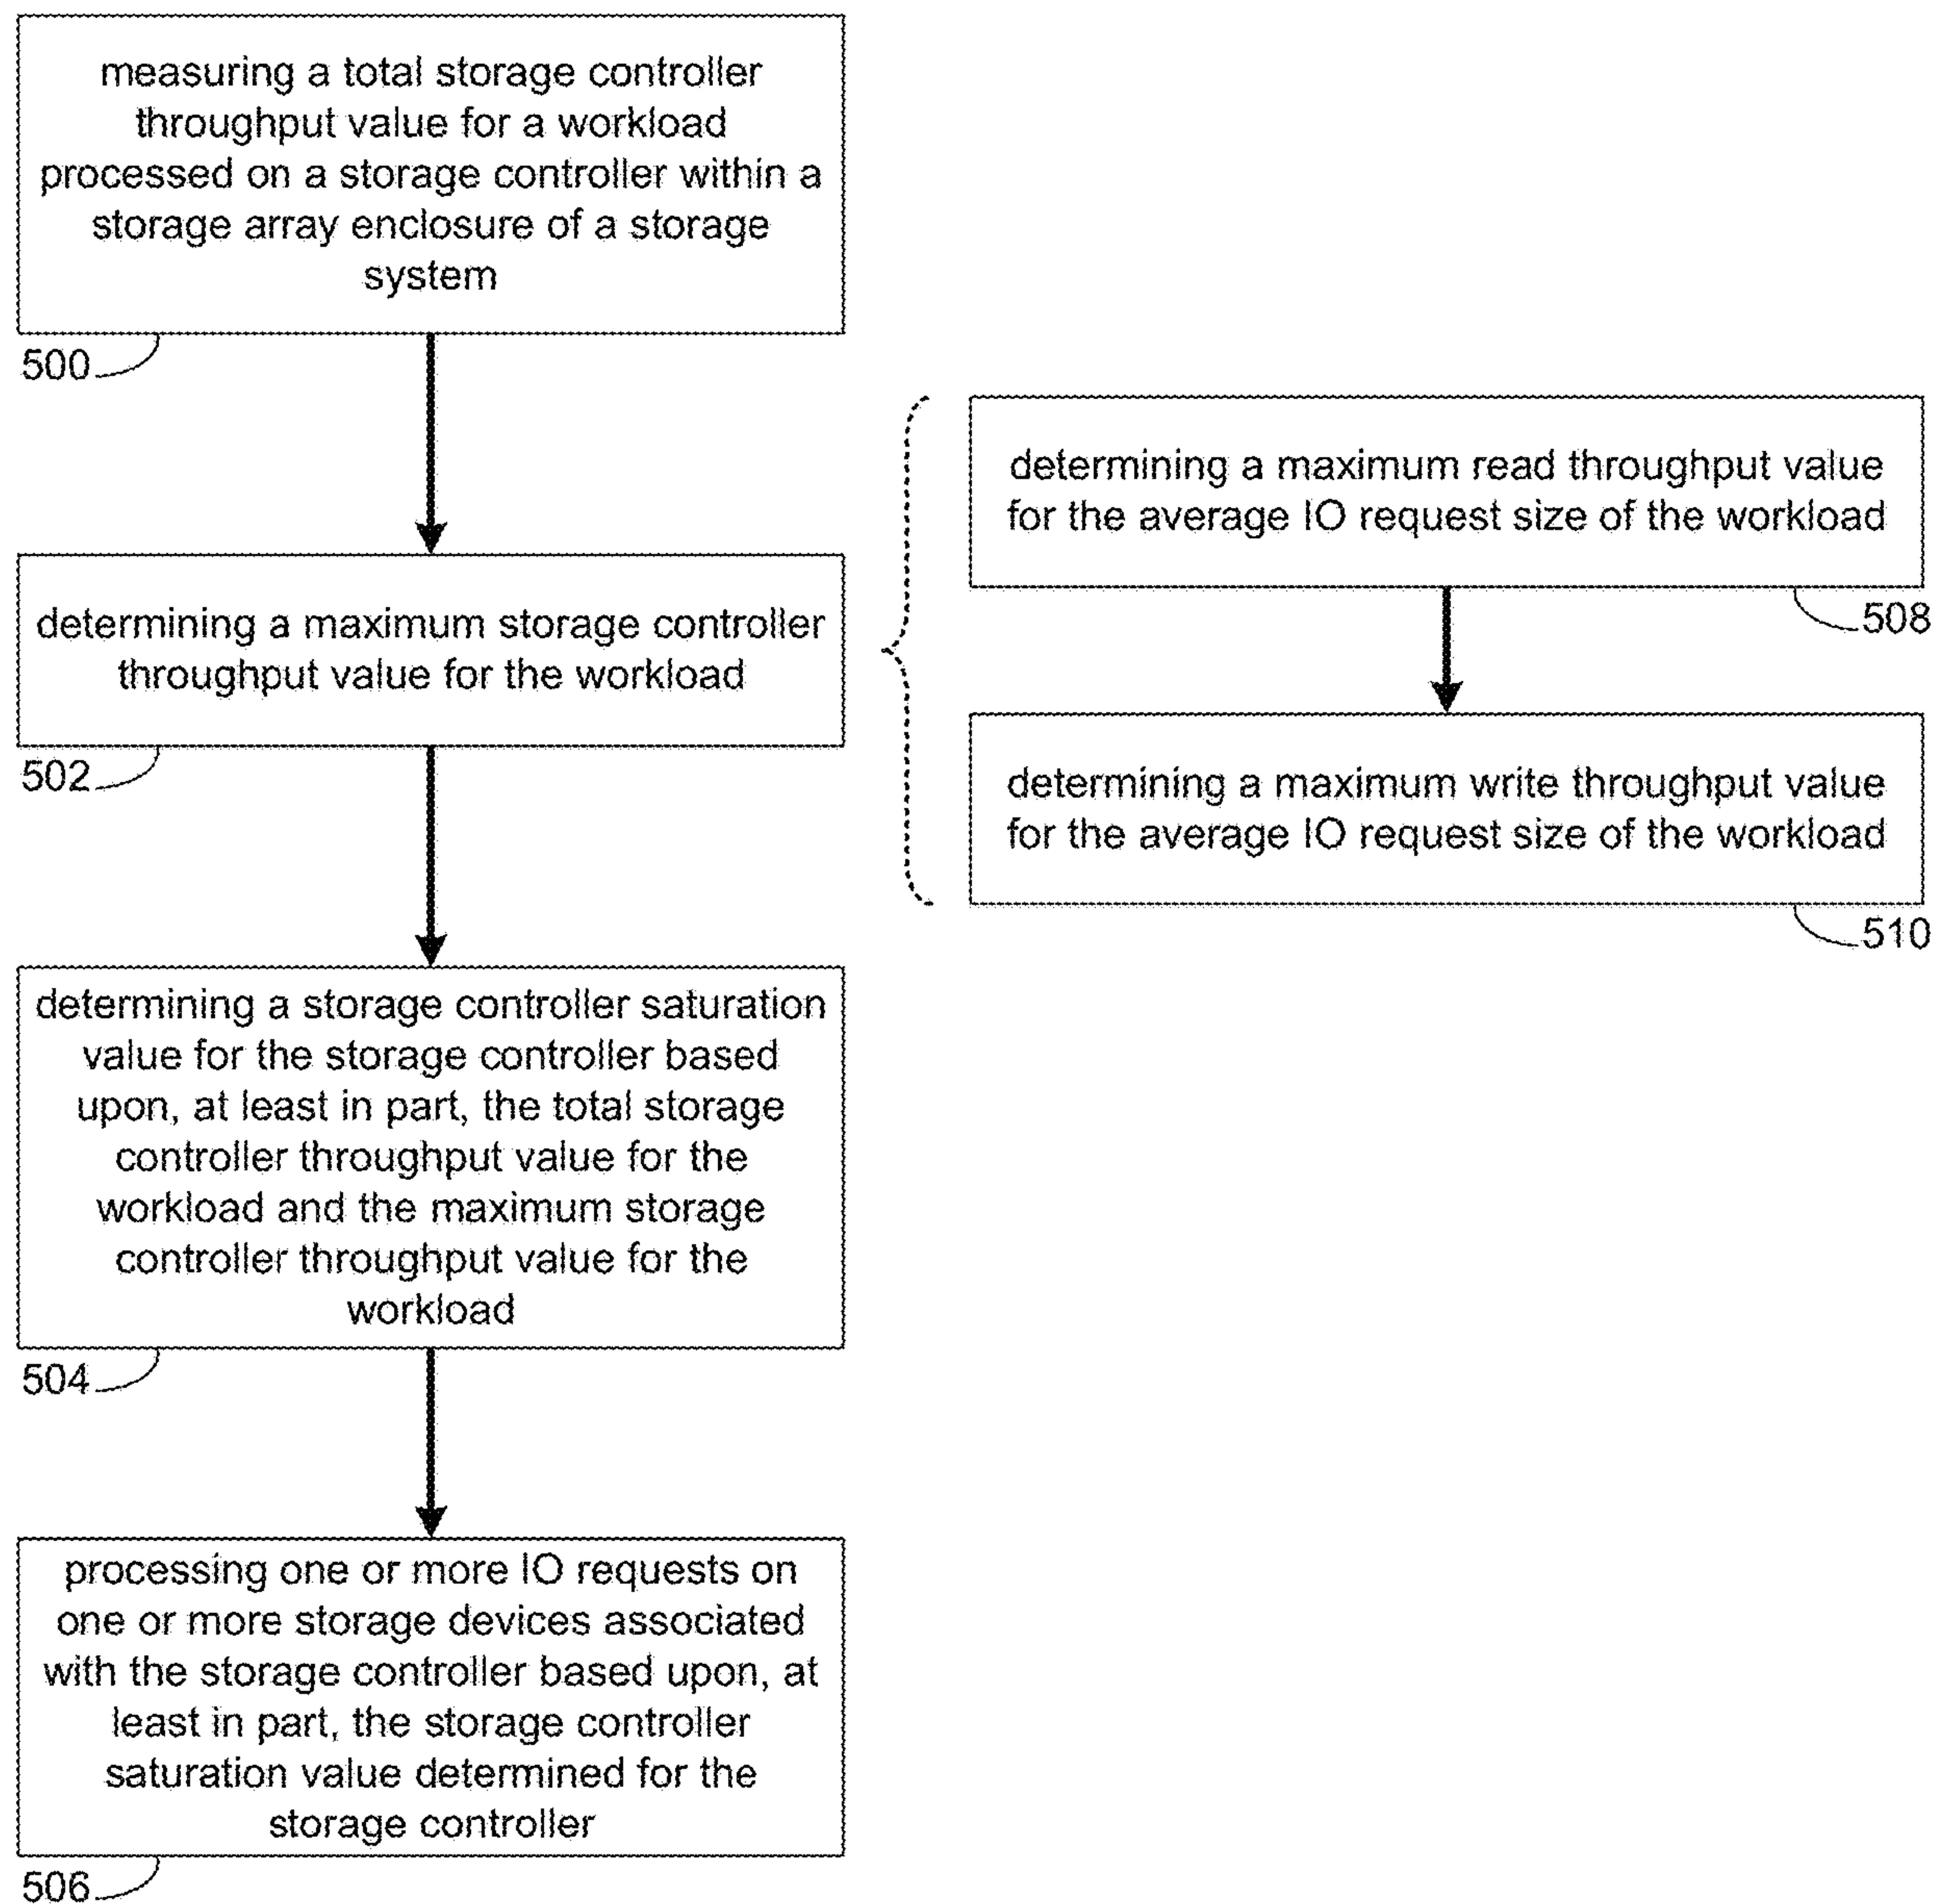 measuring a total storage controller
throughput value for a workload
processed on a storage controller within a
storage array enclosure of a storage
system
500
determining a maximum storage controller
throughput value for the workload
502
determining a maximum read throughput value
for the average IO request size of the workload
508
determining a maximum write throughput value
for the average IO request size of the workload
510
determining a storage controller saturation
value for the storage controller based
upon, at least in part, the total storage
controller throughput value for the
workload and the maximum storage
controller throughput value for the
workload
504
processing one or more IO requests on
one or more storage devices associated
with the storage controller based upon, at
least in part, the storage controller
saturation value determined for the
storage controller
506